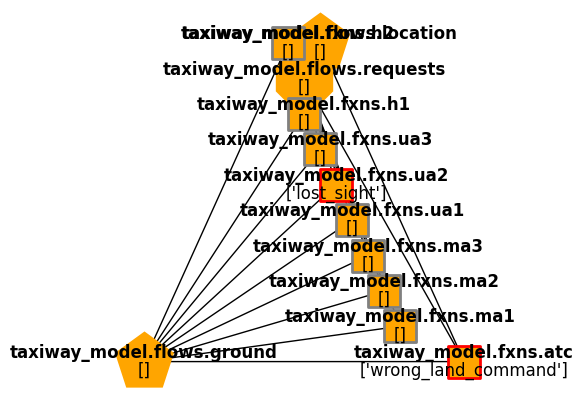 taxiway_model.fxns.h2
[]
taxiway_model.flows.location
[]
taxiway_model.flows.requests
[]
taxiway_model.fxns.h1
[]
taxiway_model.fxns.ua3
[]
taxiway_model.fxns.ua2
['lost_sight']
taxiway_model.fxns.ua1
[]
taxiway_model.fxns.ma3
[]
taxiway_model.fxns.ma2
[]
taxiway_model.fxns.ma1
[]
taxiway_model.flows.ground
[]
taxiway_model.fxns.atc
['wrong_land_command']